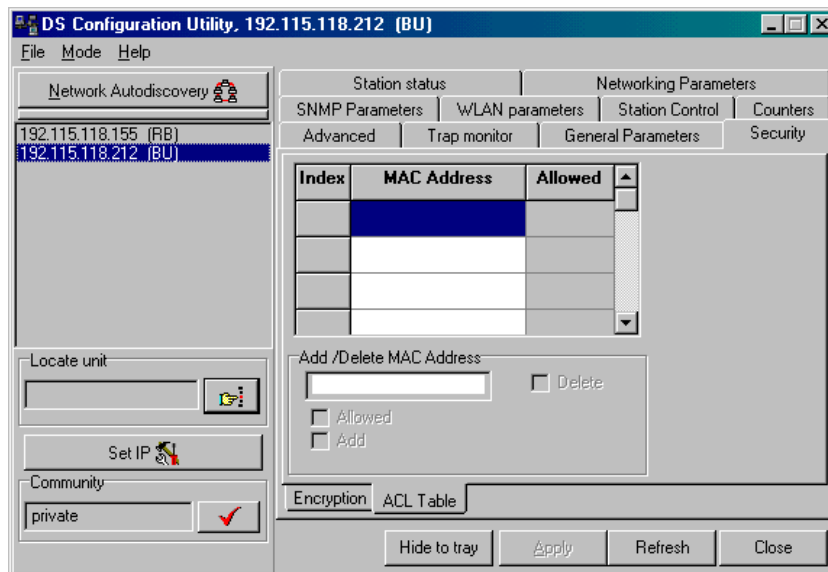 DS Configuration Utility, 192.115.118.212 (BU)
File Mode Help
Network Autodiscovery
192.115.118.155 (RB)
192.115.118.212 (BU)
Locate unit
Set IP
Community
private
Station status Networking Parameters
SNMP Parameters WLAN parameters Station Control Counters
Advanced Trap monitor General Parameters Security
Index MAC Address Allowed
Add /Delete MAC Address
Delete
Allowed
Add
Encryption ACL Table
Hide to tray Apply Refresh Close